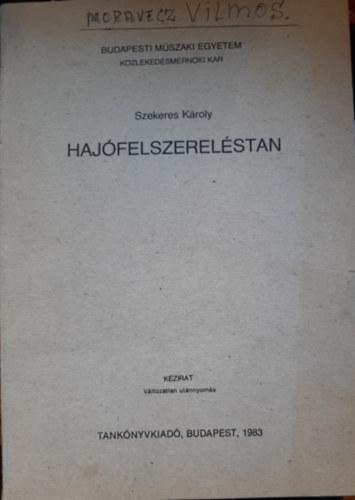 MORAVECZ VILMOS.
BUDAPESTI MŰSZAKI EGYETEM
KÖZLEKEDÉSMÉRNÖKI KAR
Szekeres Károly
HAJÓFELSZERELÉSTAN
KÉZIRAT
Változatlan utánnyomás
TANKÖNYVKIADÓ, BUDAPEST, 1983